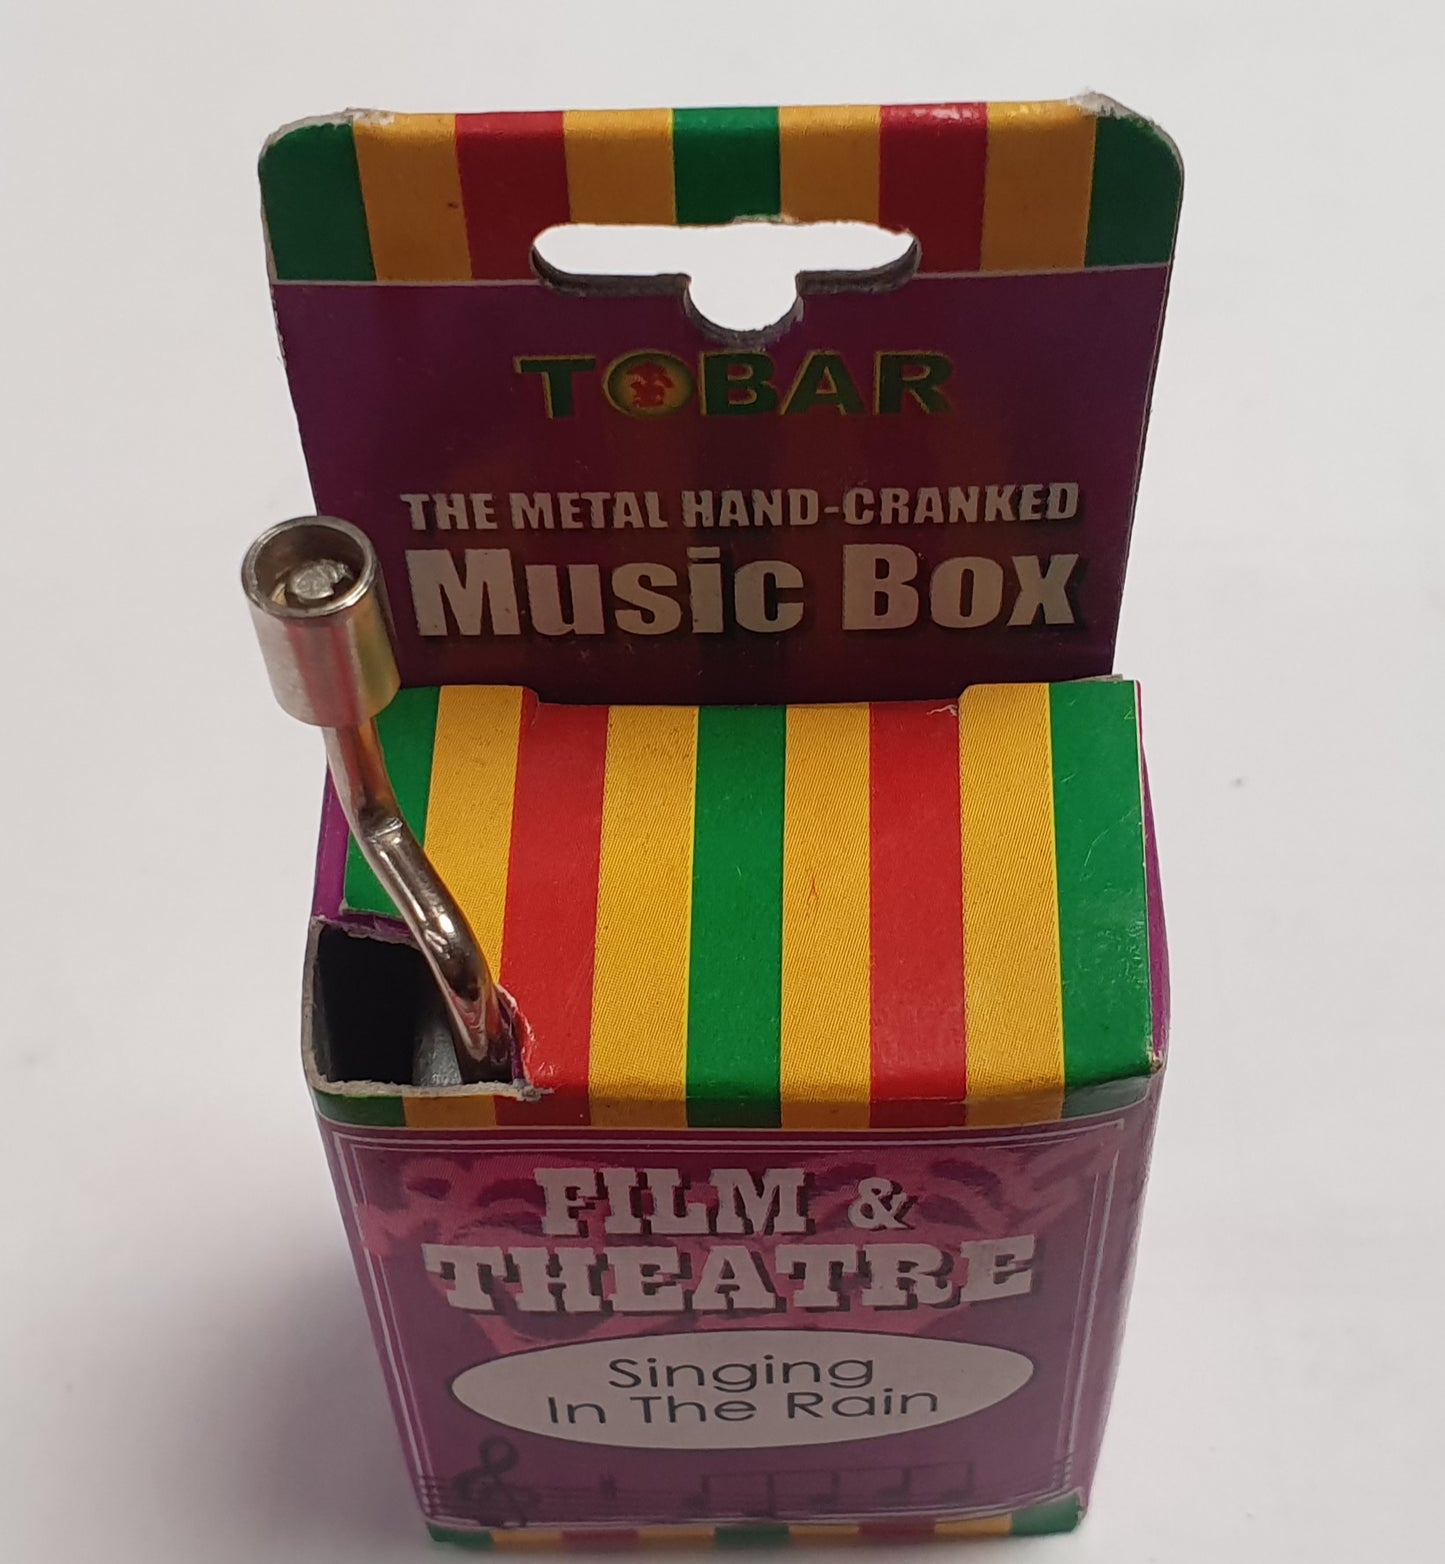 TOBAR
THE METAL HAND-CRANKED
Music Box
FILM &
THEATRE
Singing
In The Rain